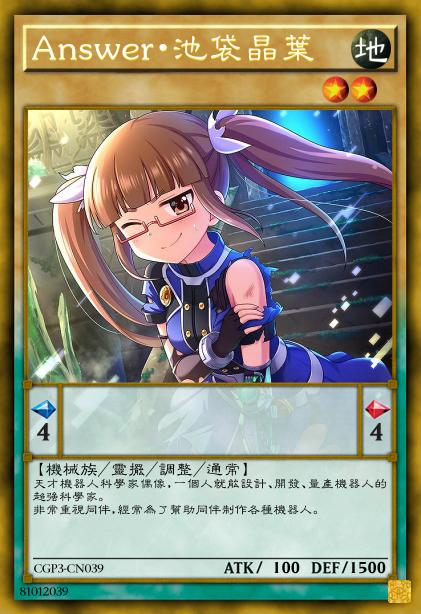 Answer・池袋晶葉
地
4
4
【機械族／靈擺／調整／通常】
天才機器人科學家偶像，一個人就能設計、開發、量產機器人的
超強科學家。
非常重視同伴，經常為了幫助同伴制作各種機器人。
CGP3-CN039
ATK/ 100 DEF/1500
81012039